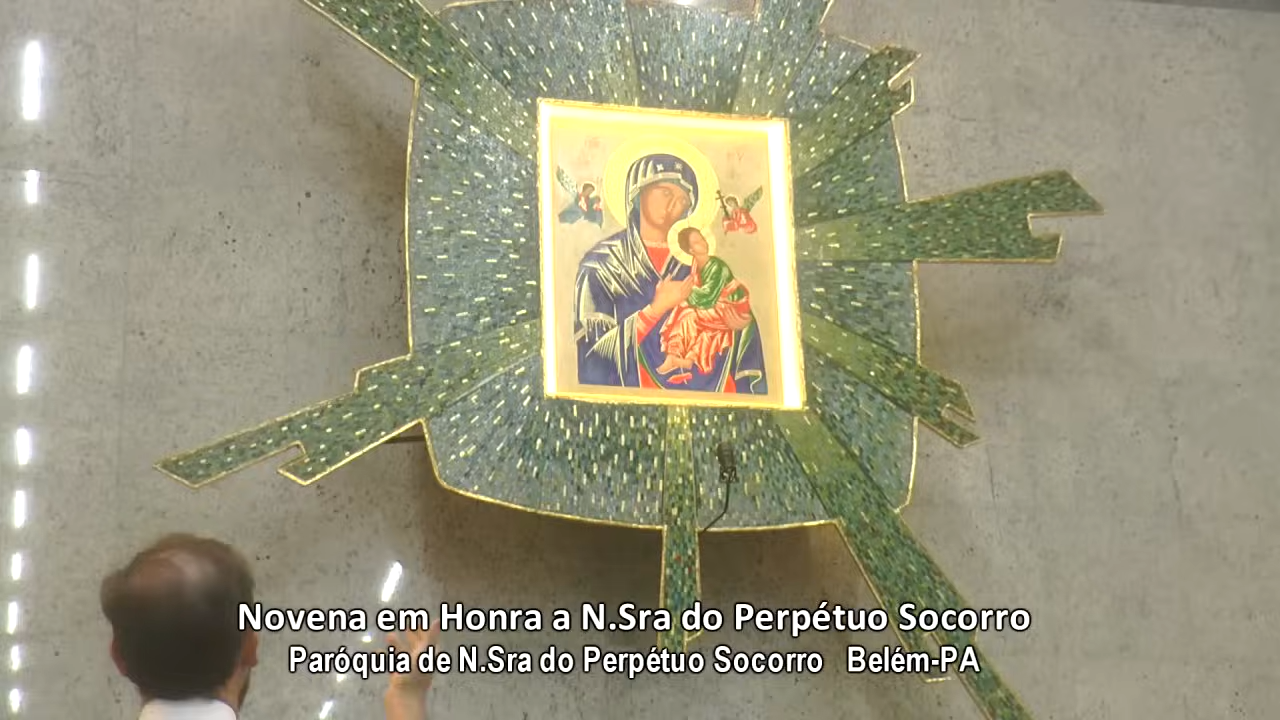 Novena em Honra a N.Sra do Perpétuo Socorro
Paróquia de N.Sra do Perpétuo Socorro Belém-PA